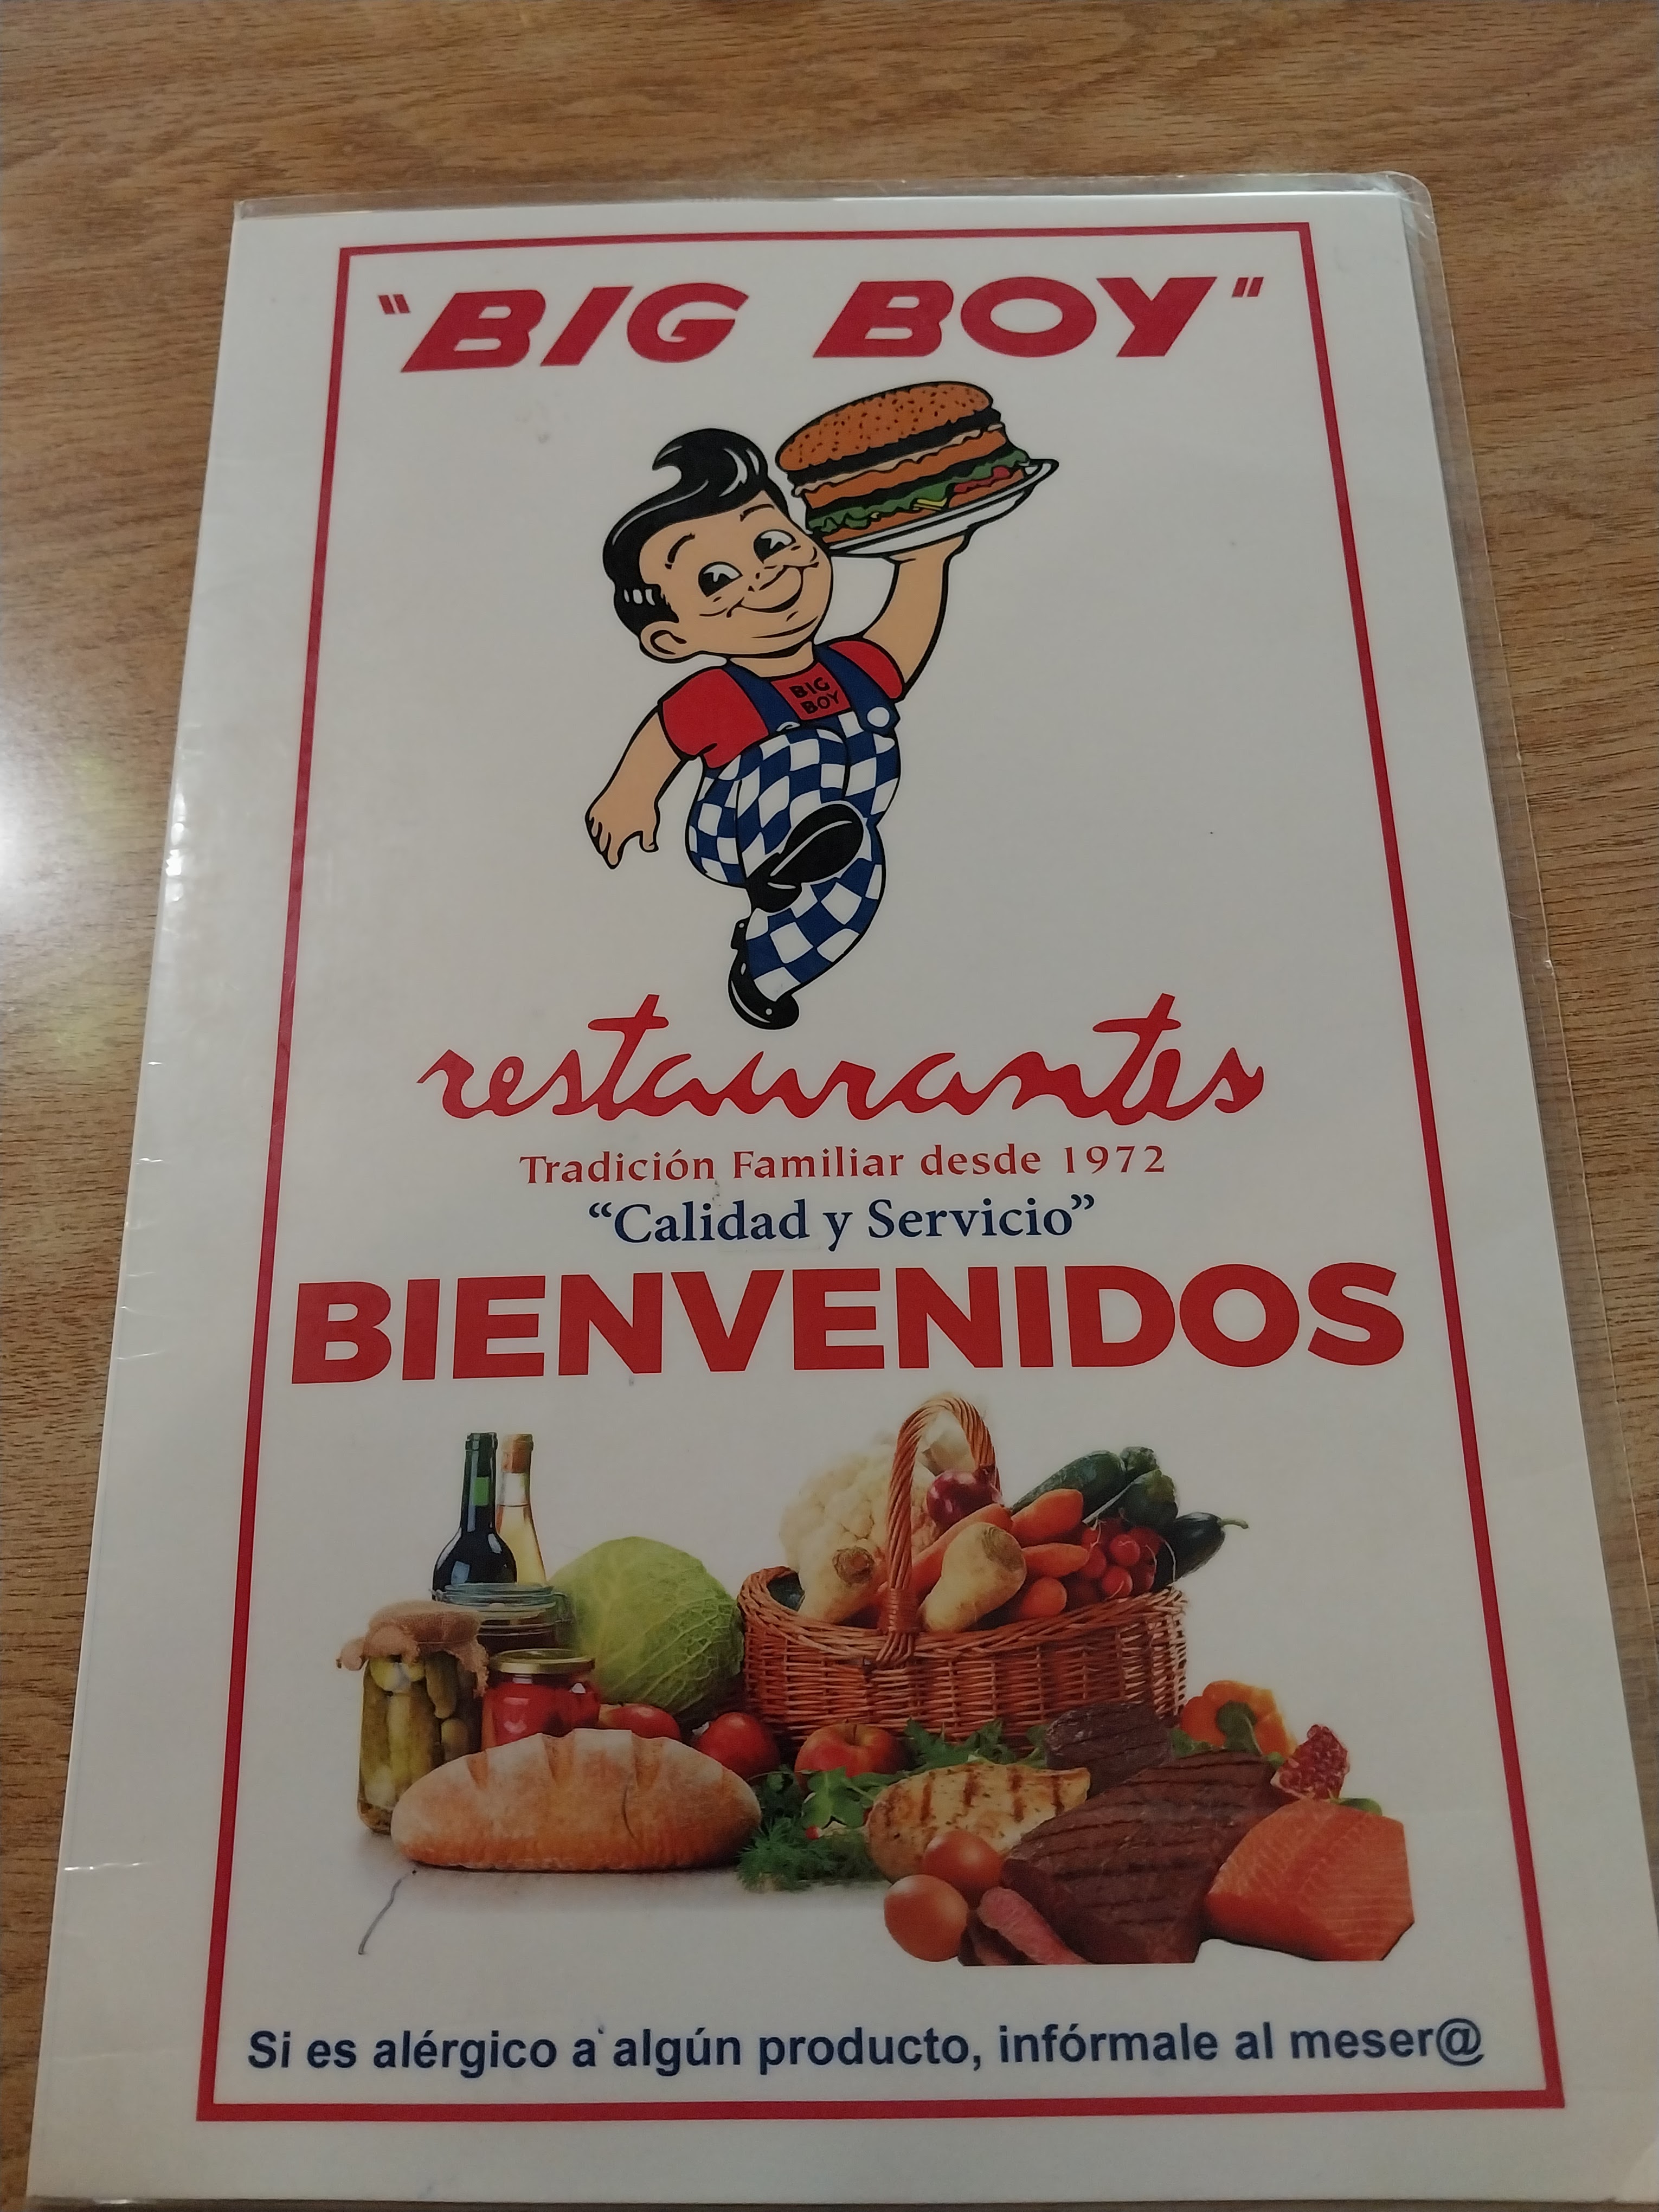 "BIG BOY"
BIG
BOY
restaurantes
Tradición Familiar desde 1972
“Calidad y Servicio”
BIENVENIDOS
Si es alérgico a algún producto, infórmale al meser@